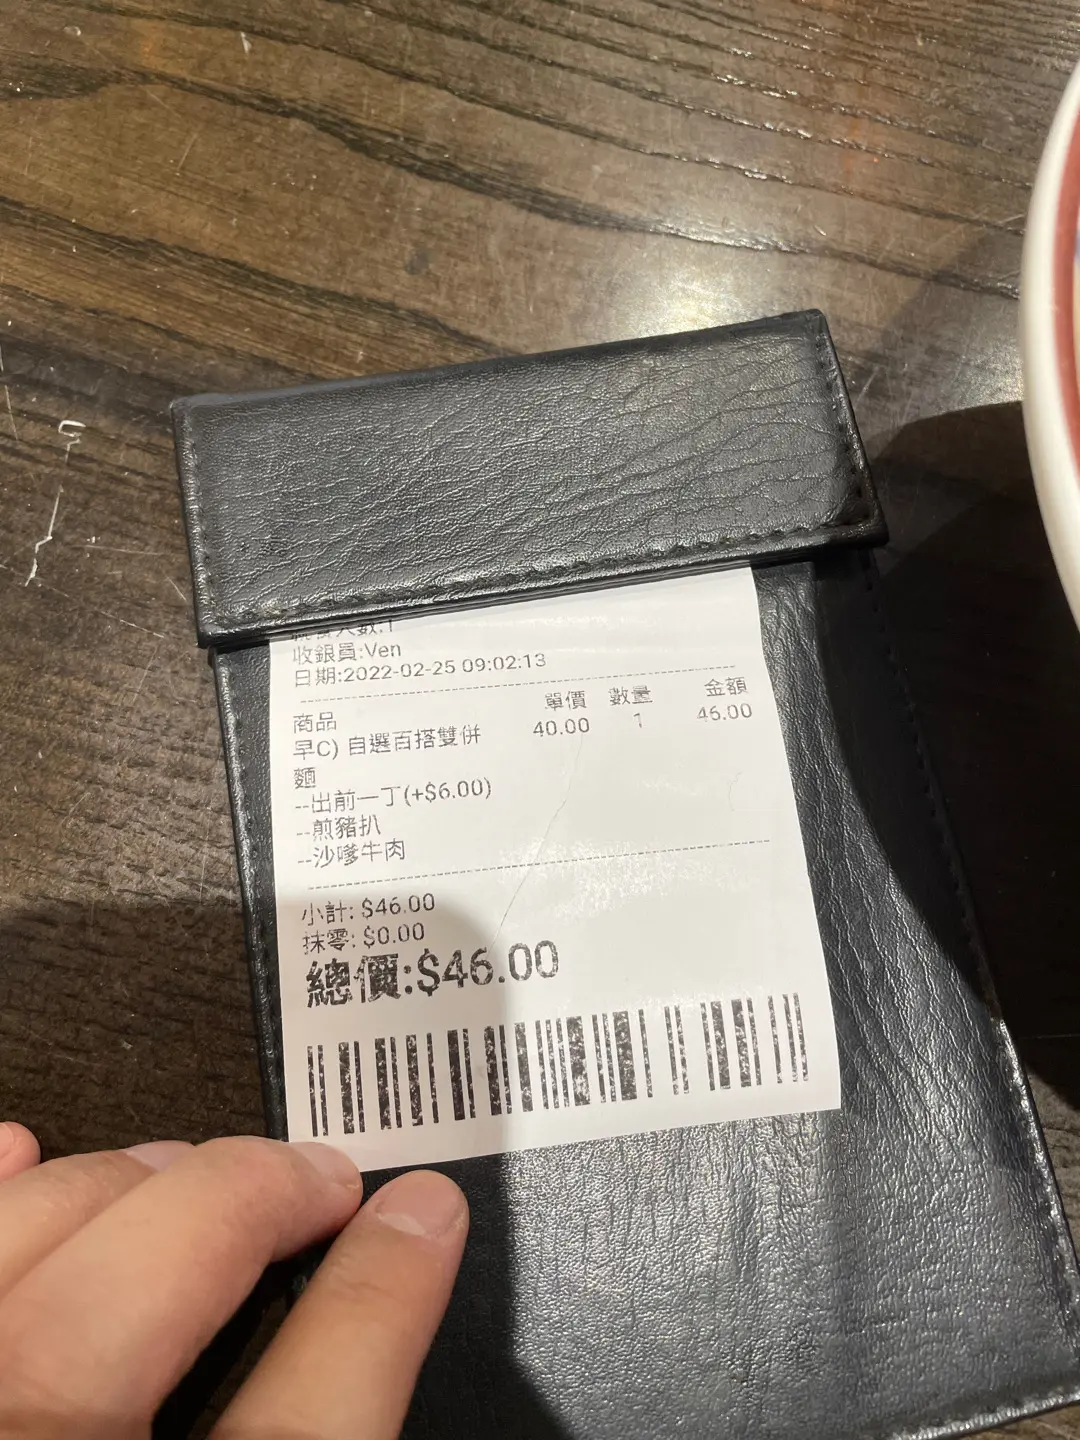 收銀員:Ven
日期:2022-02-25 09:02:13
商品 單價 數量 金額
早C) 自選百搭雙併 40.00 1 46.00
麵
--出前一丁(+$6.00)
--煎豬扒
--沙嗲牛肉
小計: $46.00
抹零: $0.00
總價:$46.00